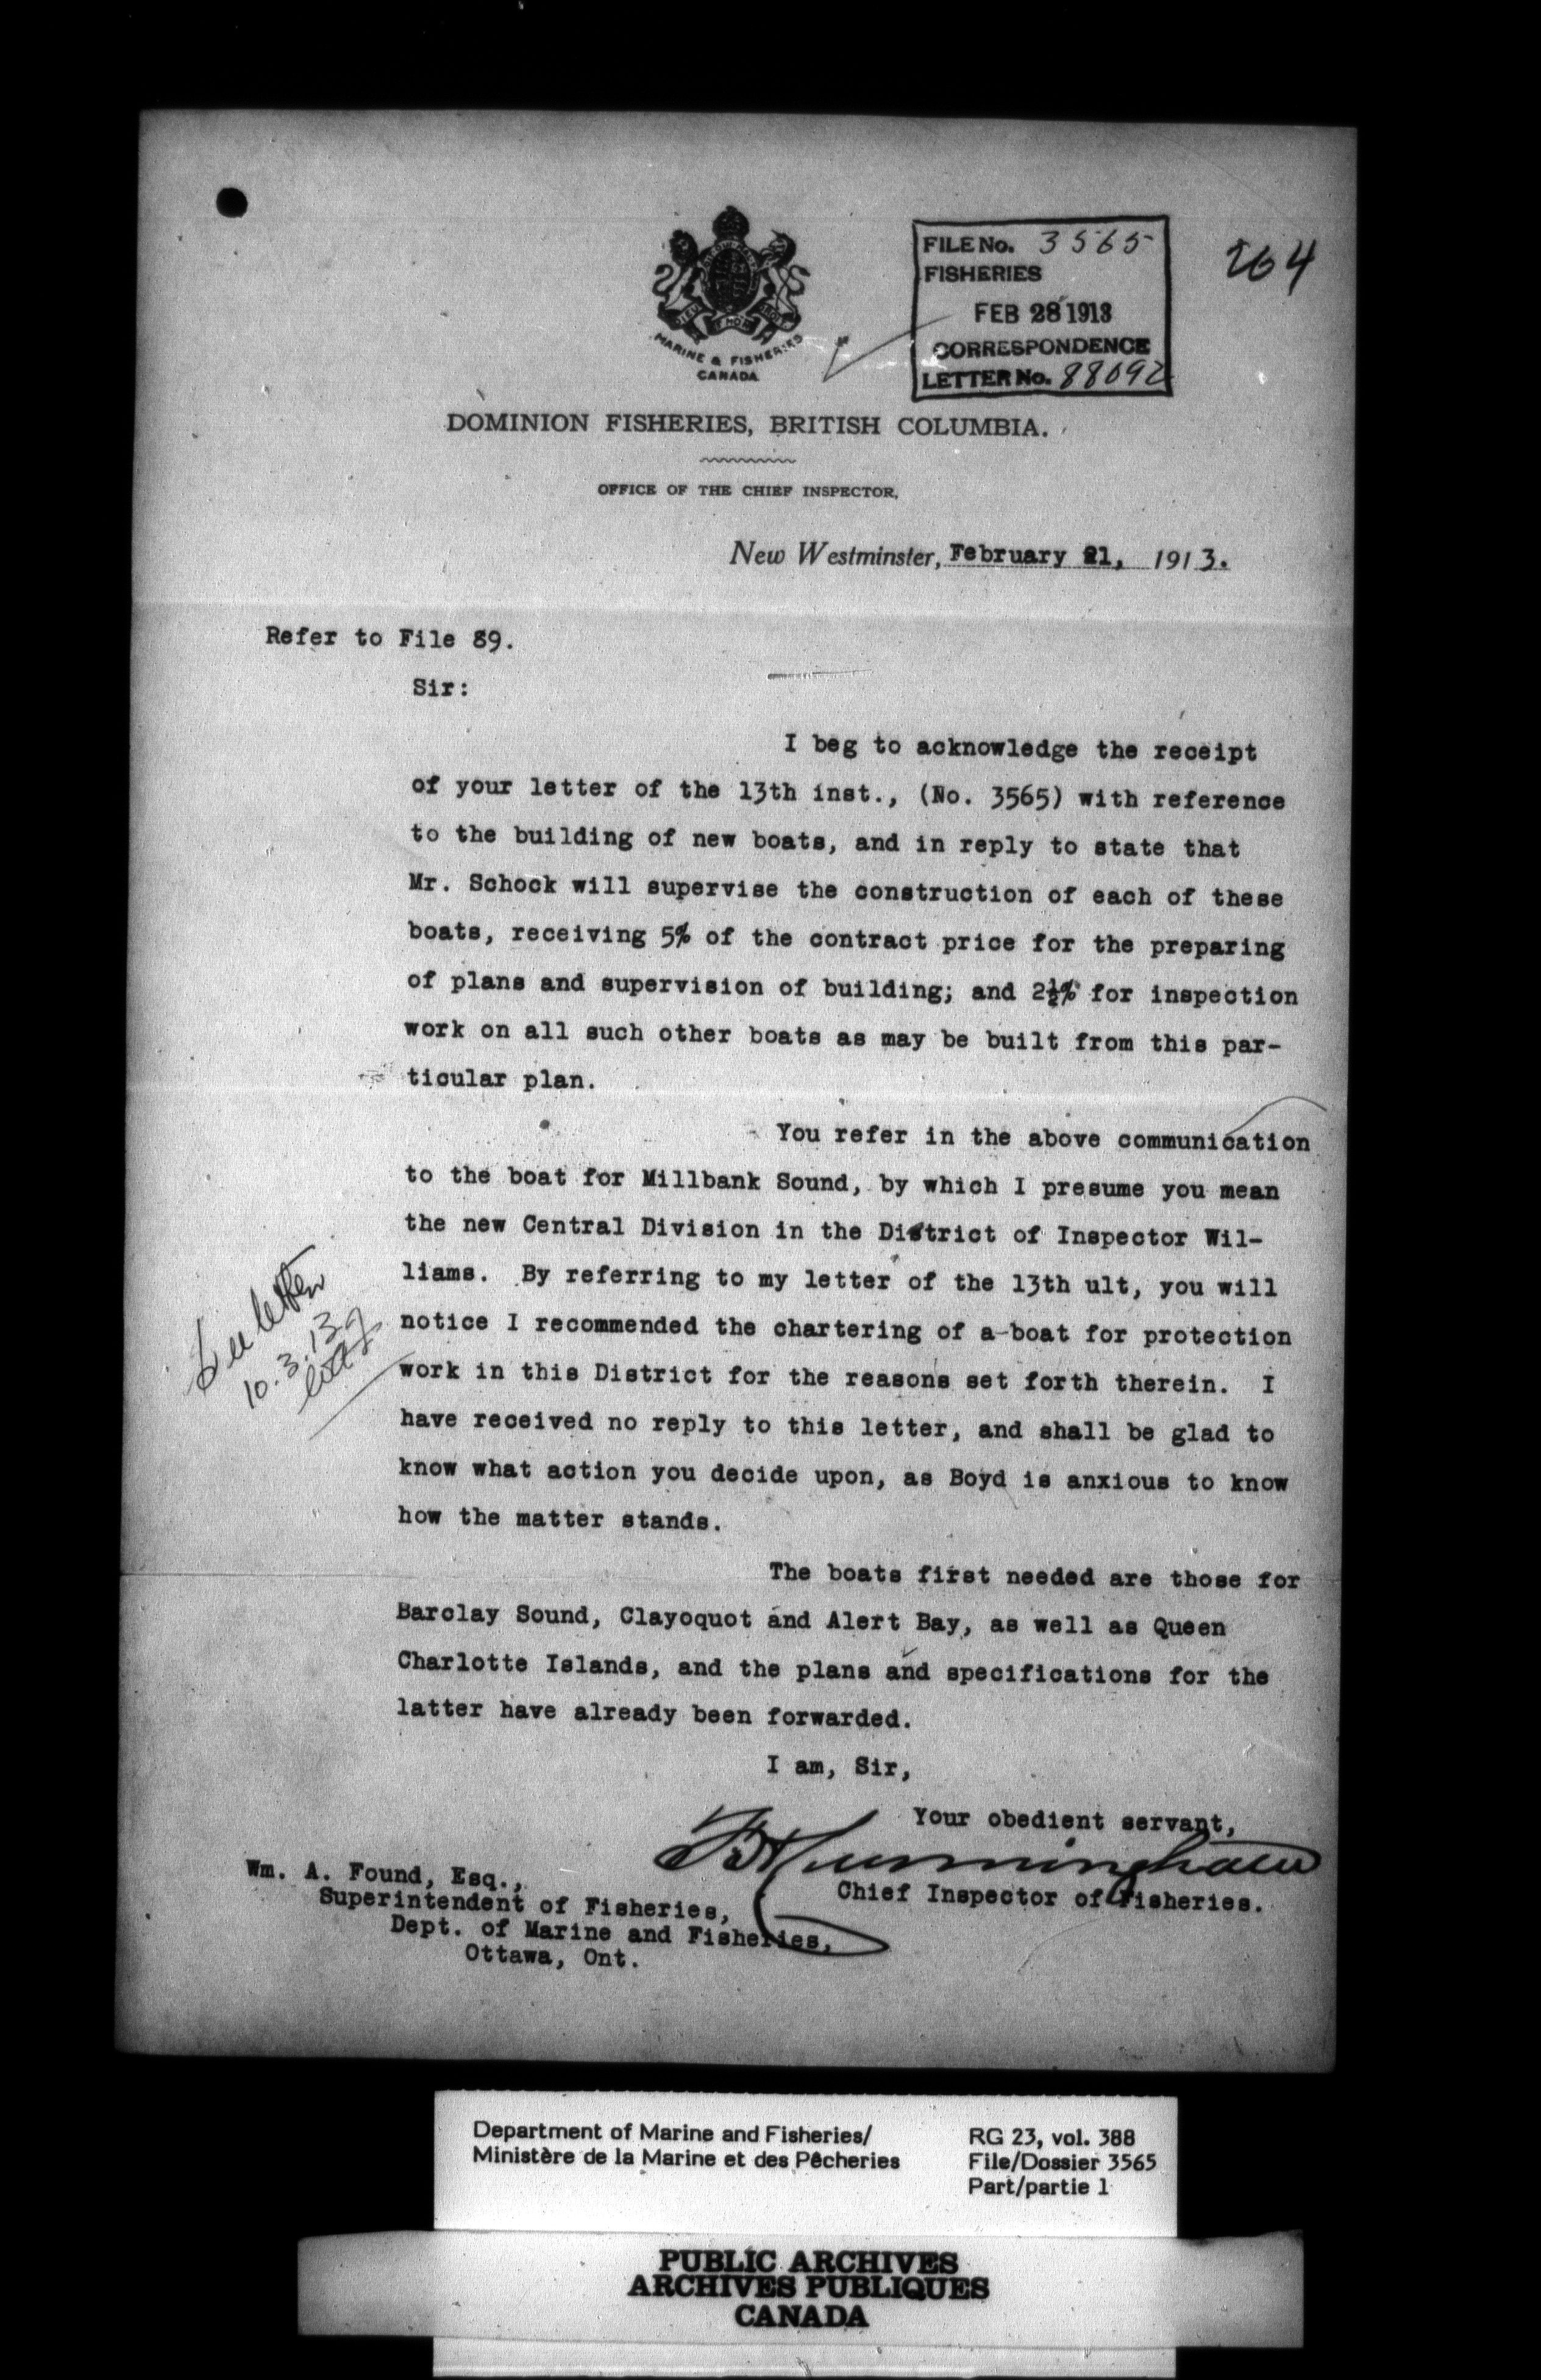 FILE No. 3565
FISHERIES
FEB 28 1913
CORRESPONDENCE
LETTER No. 88092
264
DIEU ET MON DROIT
MARINE & FISHERIES
CANADA
DOMINION FISHERIES, BRITISH COLUMBIA.
OFFICE OF THE CHIEF INSPECTOR,
New Westminster, February 21, 1913.
Refer to File 89.
Sir:
I beg to acknowledge the receipt
of your letter of the 13th inst., (No. 3565) with reference
to the building of new boats, and in reply to state that
Mr. Schock will supervise the construction of each of these
boats, receiving 5% of the contract price for the preparing
of plans and supervision of building; and 2½% for inspection
work on all such other boats as may be built from this par-
ticular plan.
You refer in the above communication
to the boat for Millbank Sound, by which I presume you mean
the new Central Division in the District of Inspector Wil-
liams. By referring to my letter of the 13th ult, you will
notice I recommended the chartering of a boat for protection
work in this District for the reasons set forth therein. I
have received no reply to this letter, and shall be glad to
know what action you decide upon, as Boyd is anxious to know
how the matter stands.
See letter
10.3.13
The boats first needed are those for
Barclay Sound, Clayoquot and Alert Bay, as well as Queen
Charlotte Islands, and the plans and specifications for the
latter have already been forwarded.
I am, Sir,
Your obedient servant,
F H Cunningham
Chief Inspector of Fisheries.
Wm. A. Found, Esq.,
Superintendent of Fisheries,
Dept. of Marine and Fisheries,
Ottawa, Ont.
Department of Marine and Fisheries/
Ministère de la Marine et des Pêcheries
RG 23, vol. 388
File/Dossier 3565
Part/partie 1
PUBLIC ARCHIVES
ARCHIVES PUBLIQUES
CANADA